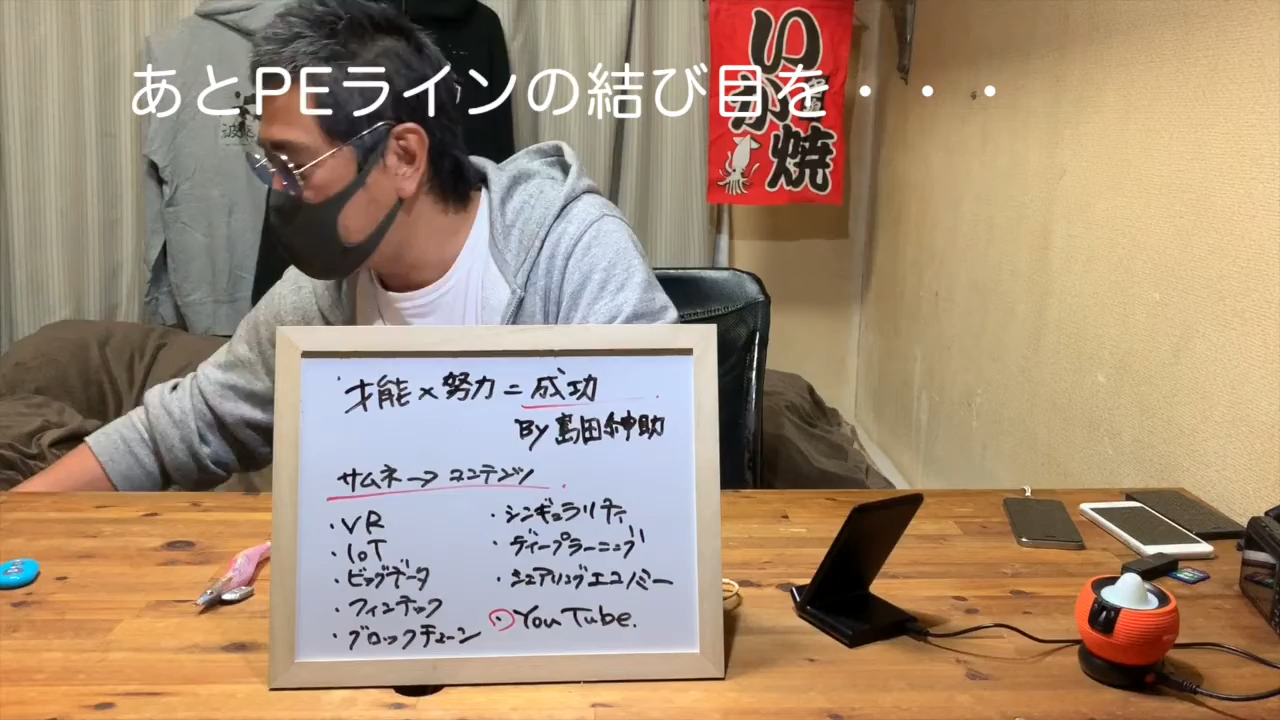 あとPEラインの結び目を・・・
いか焼
才能×努力=成功
By 島田紳助
サムネ→コンテンツ
・VR
・IoT
・ビッグデータ
・フィンテック
・ブロックチェーン
・シンギュラリティ
・ディープラーニング
・シェアリングエコノミー
・YouTube.